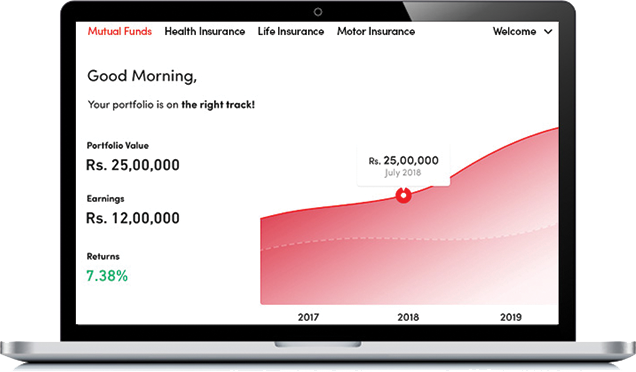 Mutual Funds Health Insurance Life Insurance Motor Insurance Welcome
Good Morning,
Your portfolio is on the right track!
Portfolio Value
Rs. 25,00,000
Earnings
Rs. 12,00,000
Returns
7.38%
Rs. 25,00,000
July 2018
2017 2018 2019